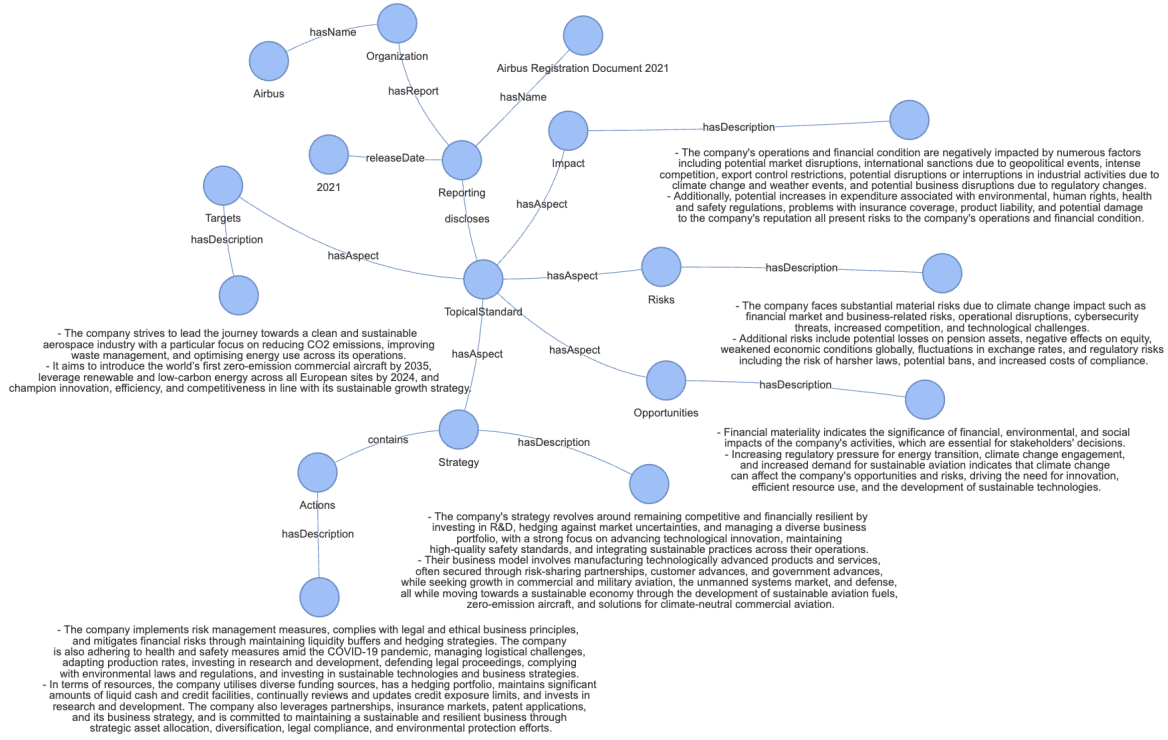 hasName
Organization
Airbus
Airbus Registration Document 2021
hasReport
hasName
hasDescription
releaseDate
Impact
2021
Reporting
- The company's operations and financial condition are negatively impacted by numerous factors
including potential market disruptions, international sanctions due to geopolitical events, intense
competition, export control restrictions, potential disruptions or interruptions in industrial activities due to
climate change and weather events, and potential business disruptions due to regulatory changes.
- Additionally, potential increases in expenditure associated with environmental, human rights, health
and safety regulations, problems with insurance coverage, product liability, and potential damage
to the company's reputation all present risks to the company's operations and financial condition.
Targets
discloses
hasAspect
hasDescription
hasAspect
hasAspect
hasDescription
Risks
TopicalStandard
- The company faces substantial material risks due to climate change impact such as
financial market and business-related risks, operational disruptions, cybersecurity
threats, increased competition, and technological challenges.
- Additional risks include potential losses on pension assets, negative effects on equity,
weakened economic conditions globally, fluctuations in exchange rates, and regulatory risks
including the risk of harsher laws, potential bans, and increased costs of compliance.
- The company strives to lead the journey towards a clean and sustainable
aerospace industry with a particular focus on reducing CO2 emissions, improving
waste management, and optimising energy use across its operations.
- It aims to introduce the world's first zero-emission commercial aircraft by 2035,
leverage renewable and low-carbon energy across all European sites by 2024, and
champion innovation, efficiency, and competitiveness in line with its sustainable growth strategy.
hasAspect
hasAspect
hasDescription
Opportunities
- Financial materiality indicates the significance of financial, environmental, and social
impacts of the company's activities, which are essential for stakeholders' decisions.
- Increasing regulatory pressure for energy transition, climate change engagement,
and increased demand for sustainable aviation indicates that climate change
can affect the company's opportunities and risks, driving the need for innovation,
efficient resource use, and the development of sustainable technologies.
contains
hasDescription
Strategy
Actions
- The company's strategy revolves around remaining competitive and financially resilient by
investing in R&D, hedging against market uncertainties, and managing a diverse business
portfolio, with a strong focus on advancing technological innovation, maintaining
high-quality safety standards, and integrating sustainable practices across their operations.
- Their business model involves manufacturing technologically advanced products and services,
often secured through risk-sharing partnerships, customer advances, and government advances,
while seeking growth in commercial and military aviation, the unmanned systems market, and defense,
all while moving towards a sustainable economy through the development of sustainable aviation fuels,
zero-emission aircraft, and solutions for climate-neutral commercial aviation.
hasDescription
- The company implements risk management measures, complies with legal and ethical business principles,
and mitigates financial risks through maintaining liquidity buffers and hedging strategies. The company
is also adhering to health and safety measures amid the COVID-19 pandemic, managing logistical challenges,
adapting production rates, investing in research and development, defending legal proceedings, complying
with environmental laws and regulations, and investing in sustainable technologies and business strategies.
- In terms of resources, the company utilises diverse funding sources, has a hedging portfolio, maintains significant
amounts of liquid cash and credit facilities, continually reviews and updates credit exposure limits, and invests in
research and development. The company also leverages partnerships, insurance markets, patent applications,
and its business strategy, and is committed to maintaining a sustainable and resilient business through
strategic asset allocation, diversification, legal compliance, and environmental protection efforts.